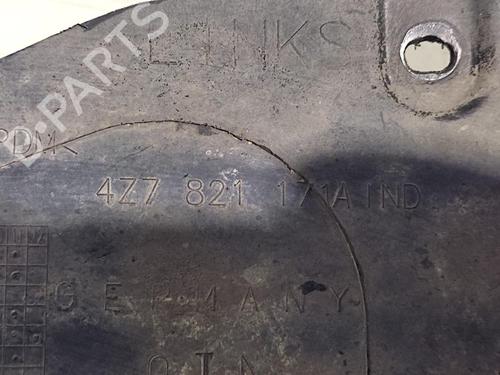 LINKS
PDM<
4Z7 821 171A IND
GERMANY
B-PARTS